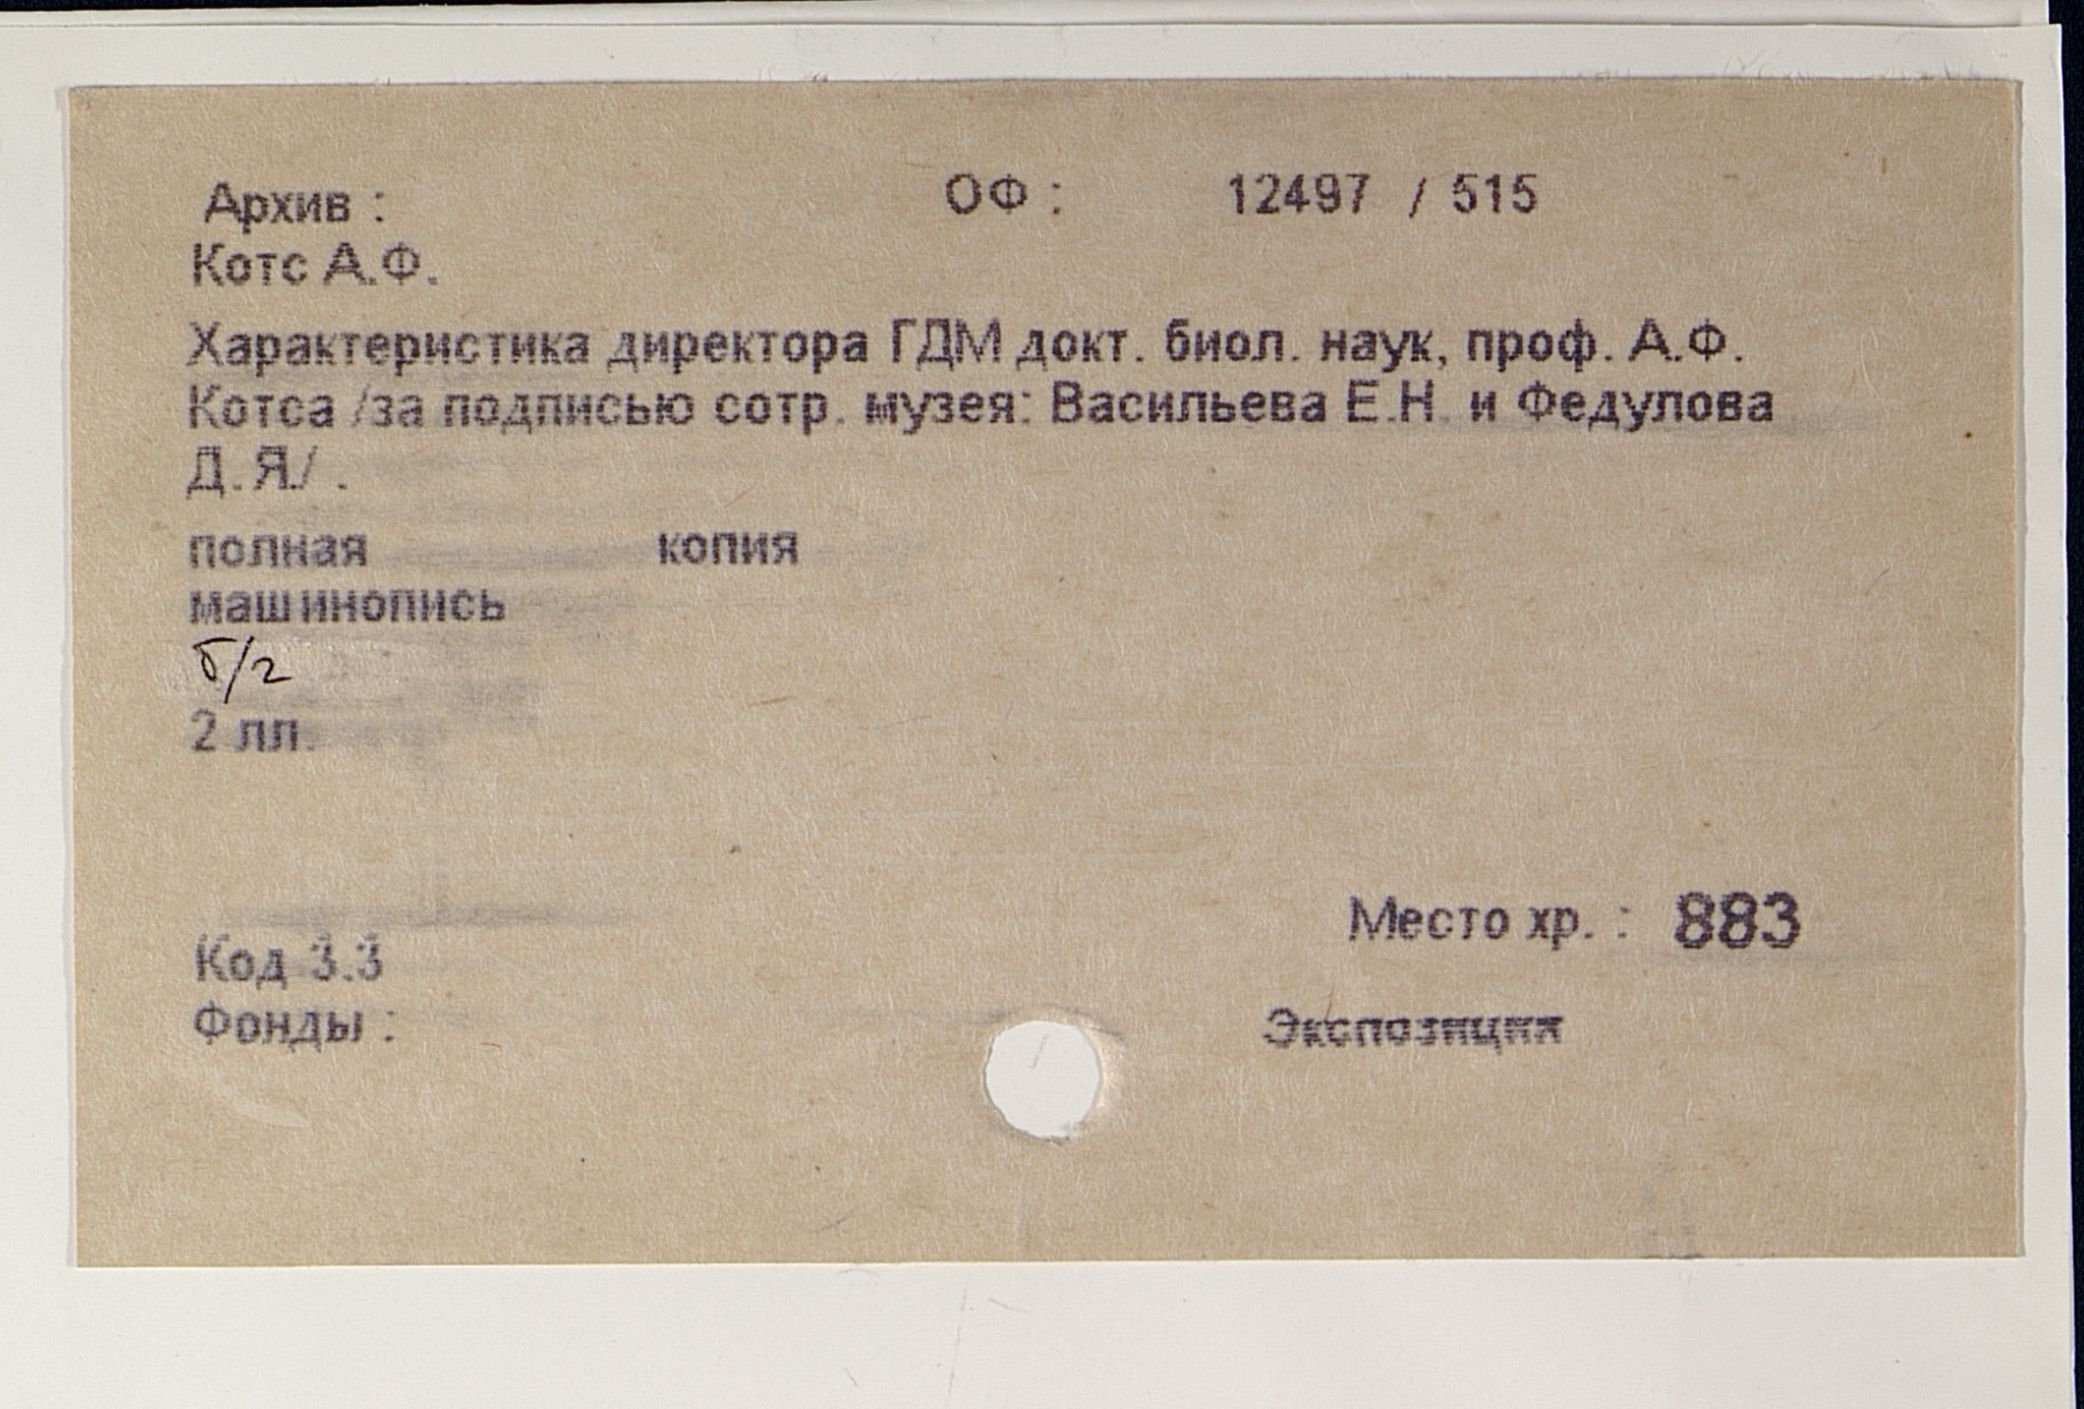 Архив : ОФ : 12497 / 515
Котс А.Ф.
Характеристика директора ГДМ докт. биол. наук, проф. А.Ф.
Котса /за подписью сотр. музея: Васильева Е.Н. и Федулова
Д.Я./ .
полная копия
машинопись
б/г
2 лл.
Место хр. : 883
Код 3.3
Фонды : Экспозиция